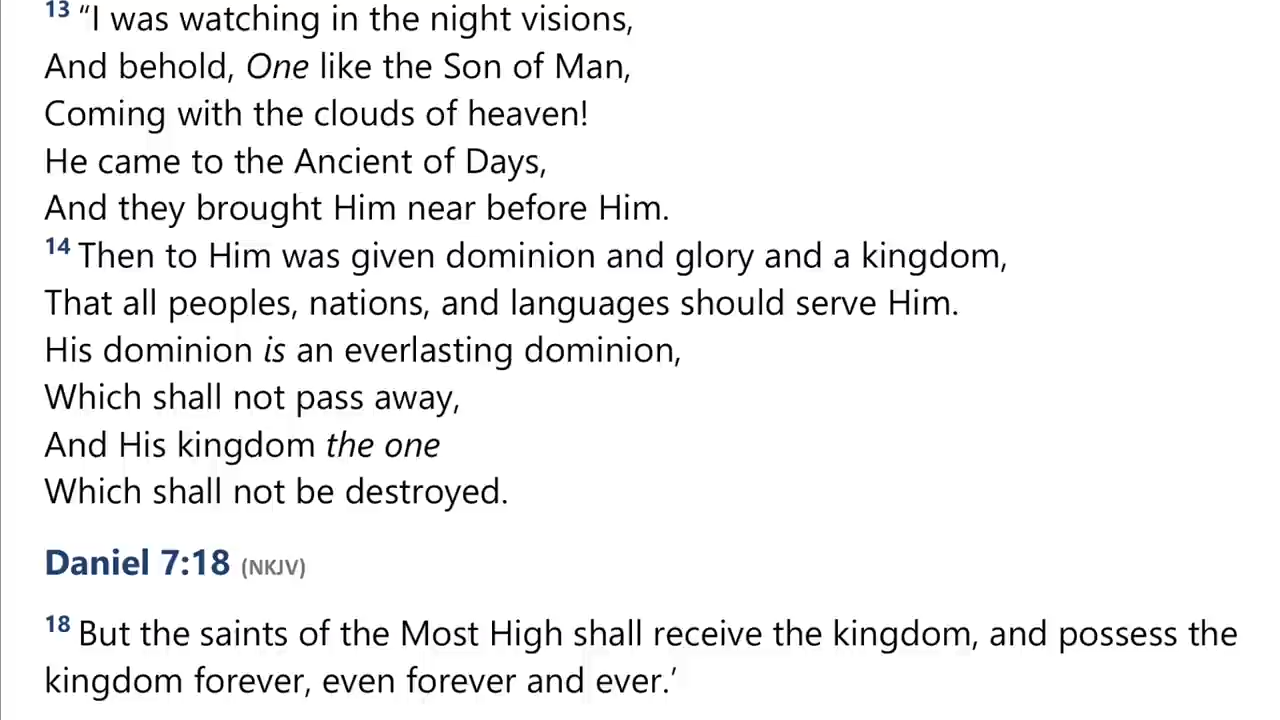 13 “I was watching in the night visions,
And behold, One like the Son of Man,
Coming with the clouds of heaven!
He came to the Ancient of Days,
And they brought Him near before Him.
14 Then to Him was given dominion and glory and a kingdom,
That all peoples, nations, and languages should serve Him.
His dominion is an everlasting dominion,
Which shall not pass away,
And His kingdom the one
Which shall not be destroyed.
Daniel 7:18 (NKJV)
18 But the saints of the Most High shall receive the kingdom, and possess the
kingdom forever, even forever and ever.’